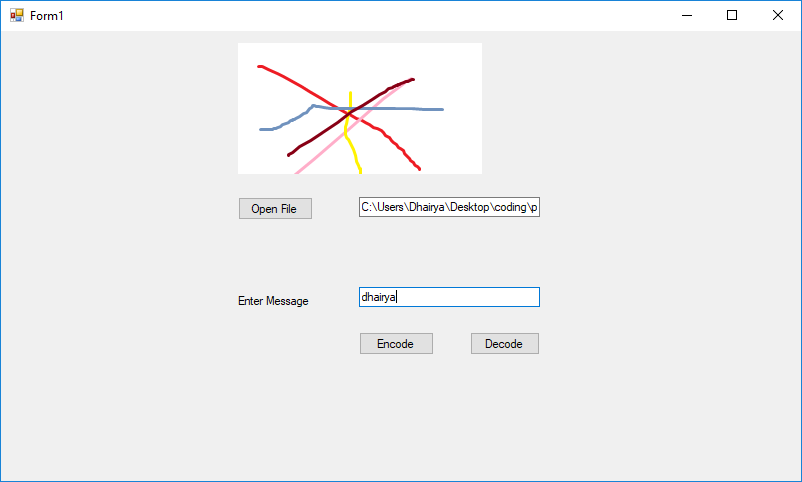 Form1
Open File
C:\Users\Dhairya\Desktop\coding\p
Enter Message
dhairya
Encode
Decode